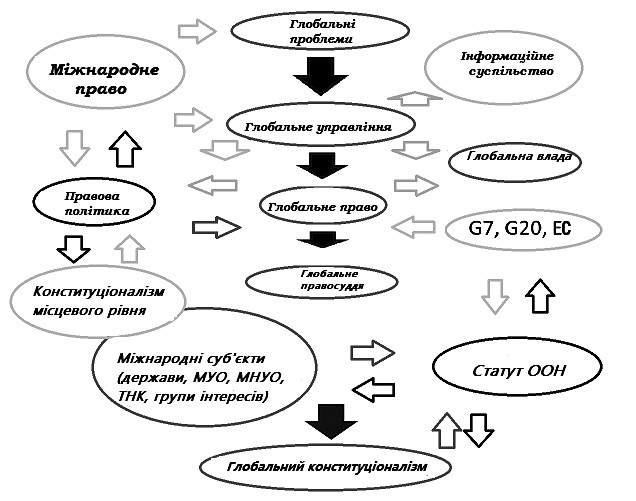 Глобальні
проблеми
Міжнародне
право
Інформаційне
суспільство
Глобальне управління
Глобальна влада
Правова
політика
Глобальне право
G7, G20, ЕС
Глобальне
правосуддя
Конституціоналізм
місцевого рівня
Міжнародні суб'єкти
(держави, МУО, МНУО,
ТНК, групи інтересів)
Статут ООН
Глобальний конституціоналізм